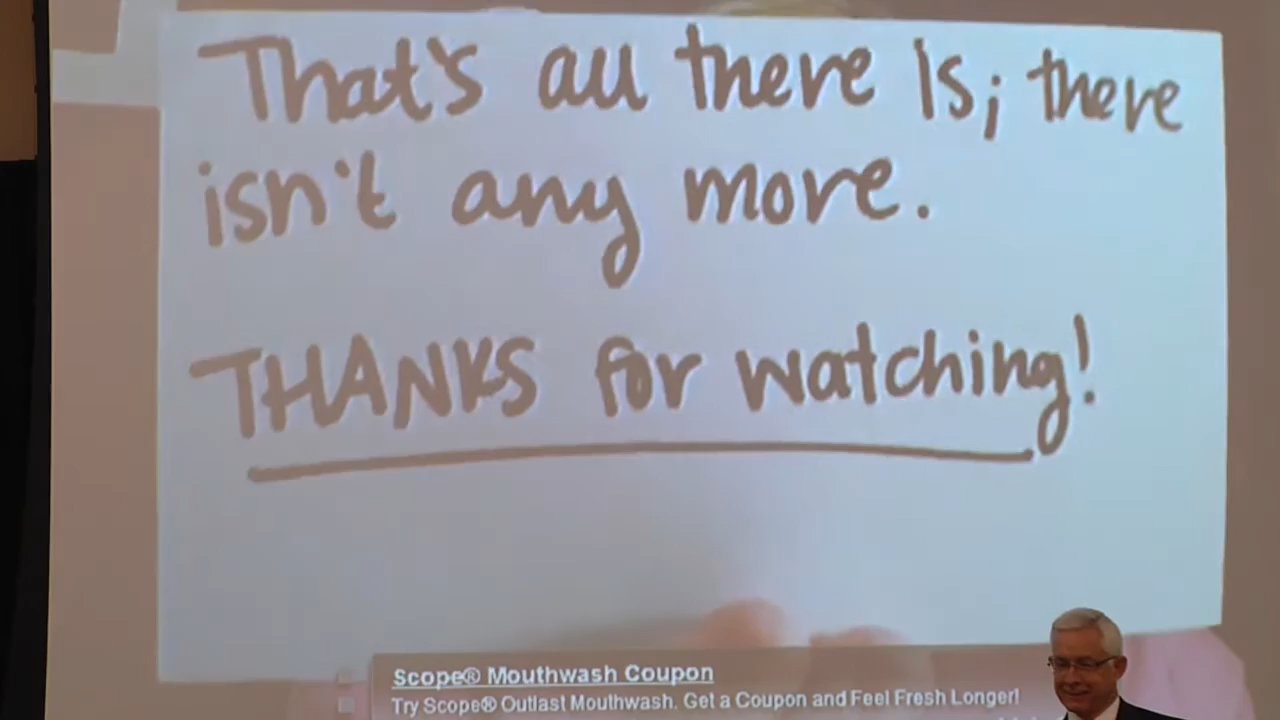 That's all there is; there
isn't any more.
THANKS for watching!
Scope® Mouthwash Coupon
Try Scope® Outlast Mouthwash. Get a Coupon and Feel Fresh Longer!